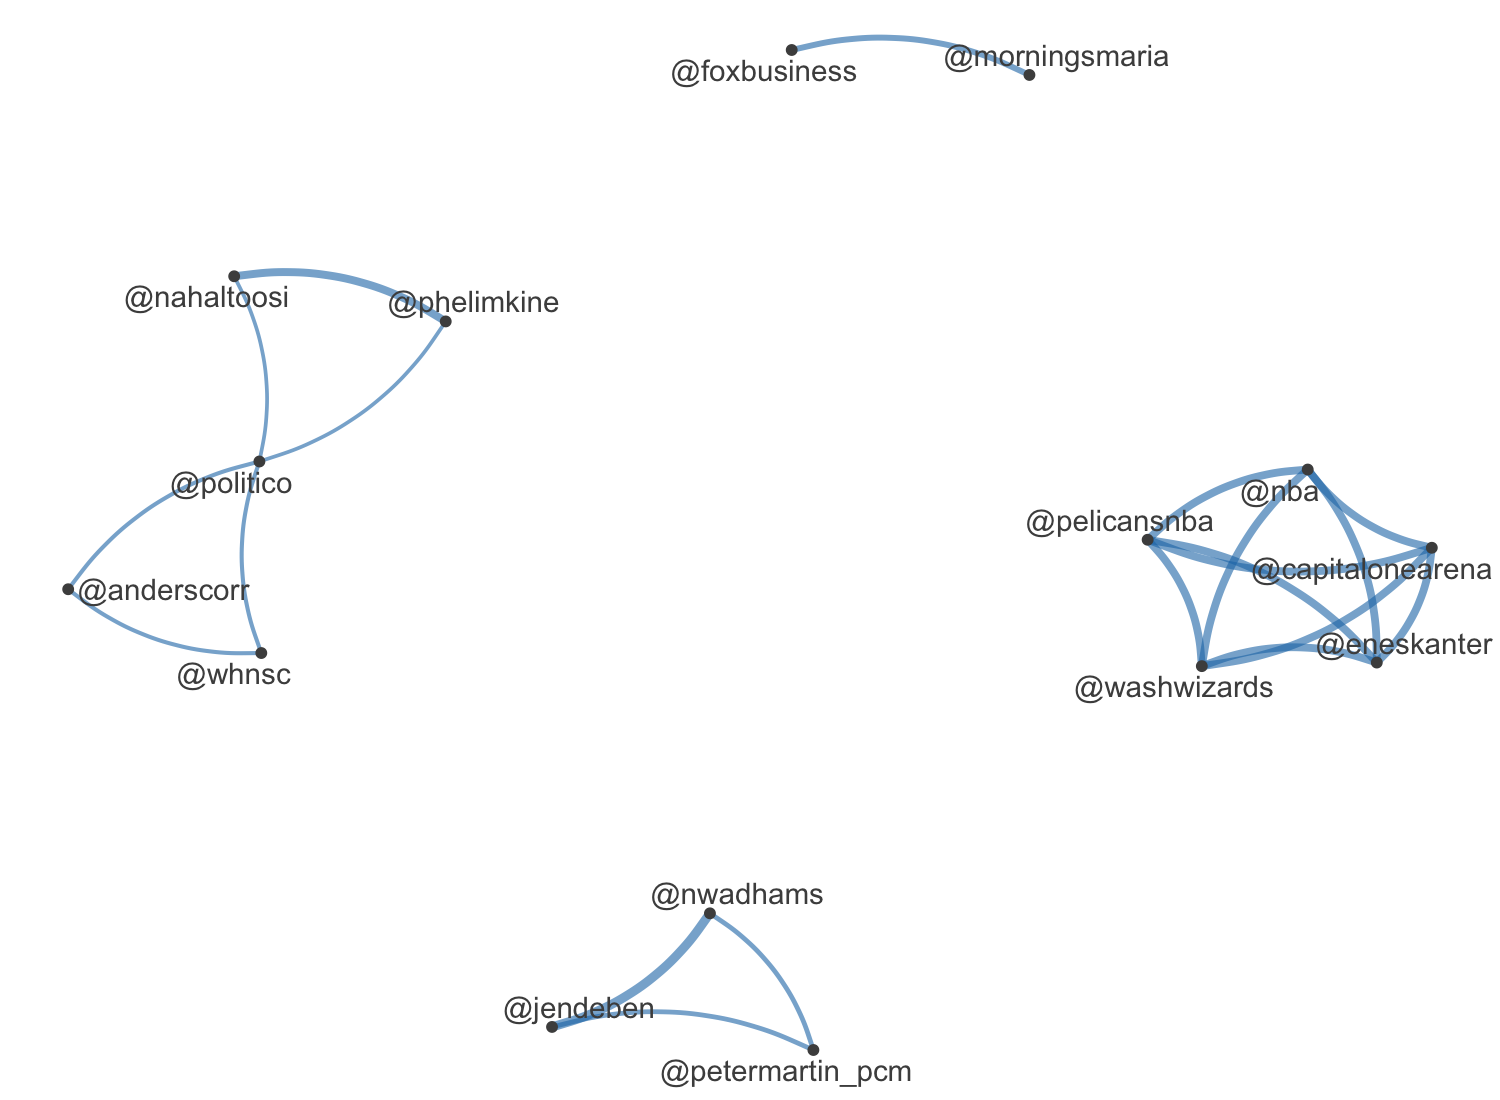 @morningsmaria
@foxbusiness
@nahaltoosi
@phelimkine
@politico
@nba
@pelicansnba
@capitalonearena
@anderscorr
@eneskanter
@whnsc
@washwizards
@nwadhams
@jendeben
@petermartin_pcm